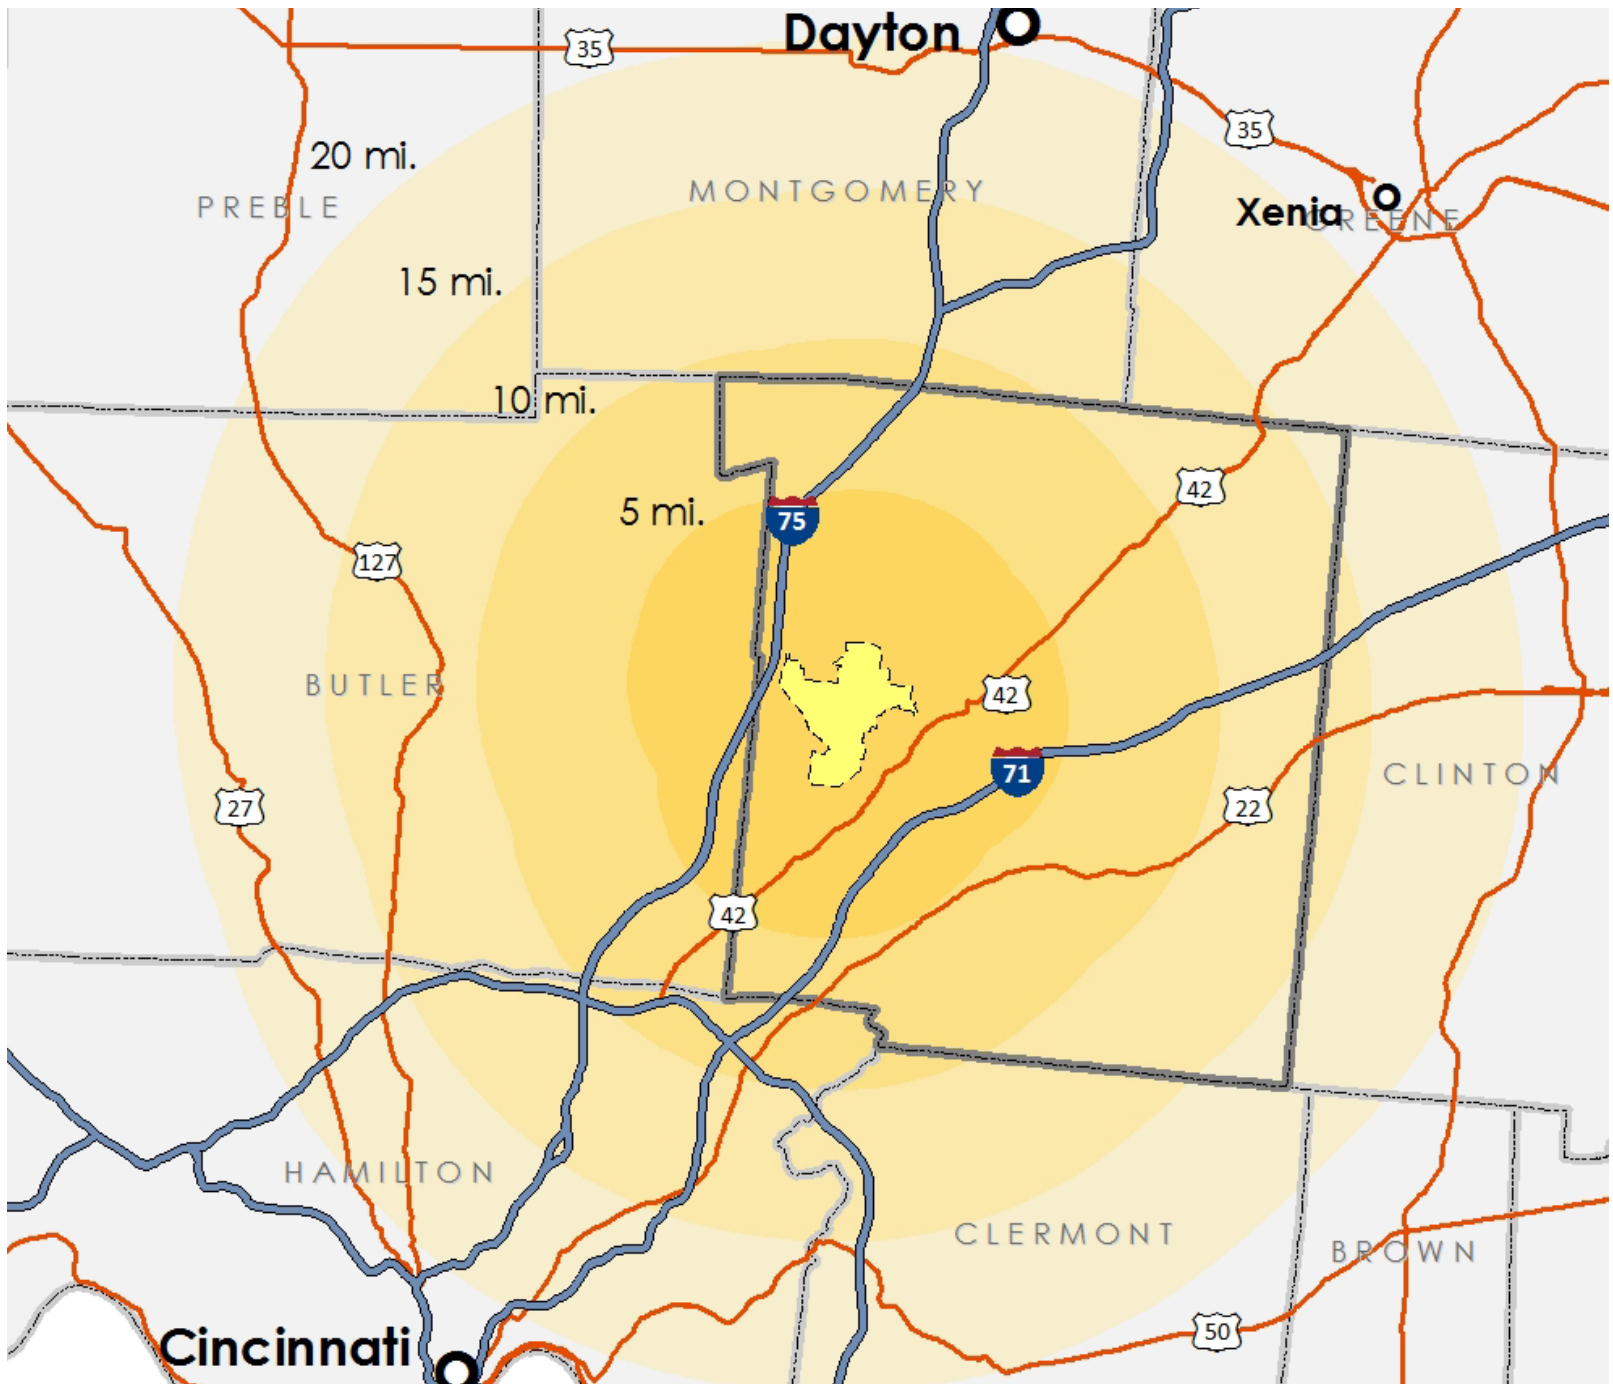 Dayton
35
35
20 mi.
MONTGOMERY
PREBLE
Xenia
GREENE
15 mi.
10 mi.
42
5 mi.
75
127
BUTLER
42
71
CLINTON
27
22
42
HAMILTON
CLERMONT
BROWN
50
Cincinnati